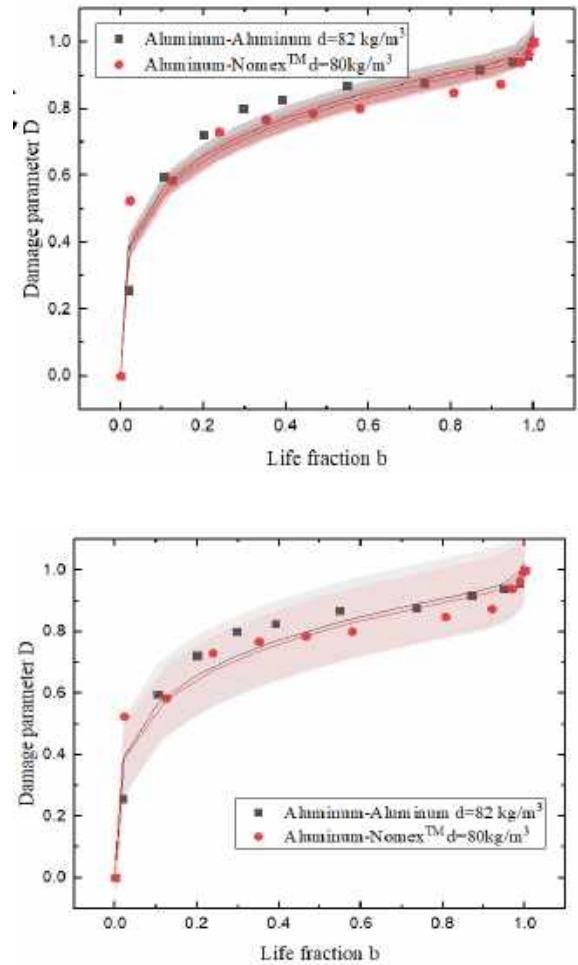 Aluminum-Aluminum d=82 kg/m³
Aluminum-Nomex™ d=80kg/m³
1.0
0.8
0.6
0.4
0.2
0.0
Damage parameter D
0.0 0.2 0.4 0.6 0.8 1.0
Life fraction b
1.0
0.8
0.6
0.4
0.2
0.0
Damage parameter D
Aluminum-Aluminum d=82 kg/m³
Aluminum-Nomex™ d=80kg/m³
0.0 0.2 0.4 0.6 0.8 1.0
Life fraction b